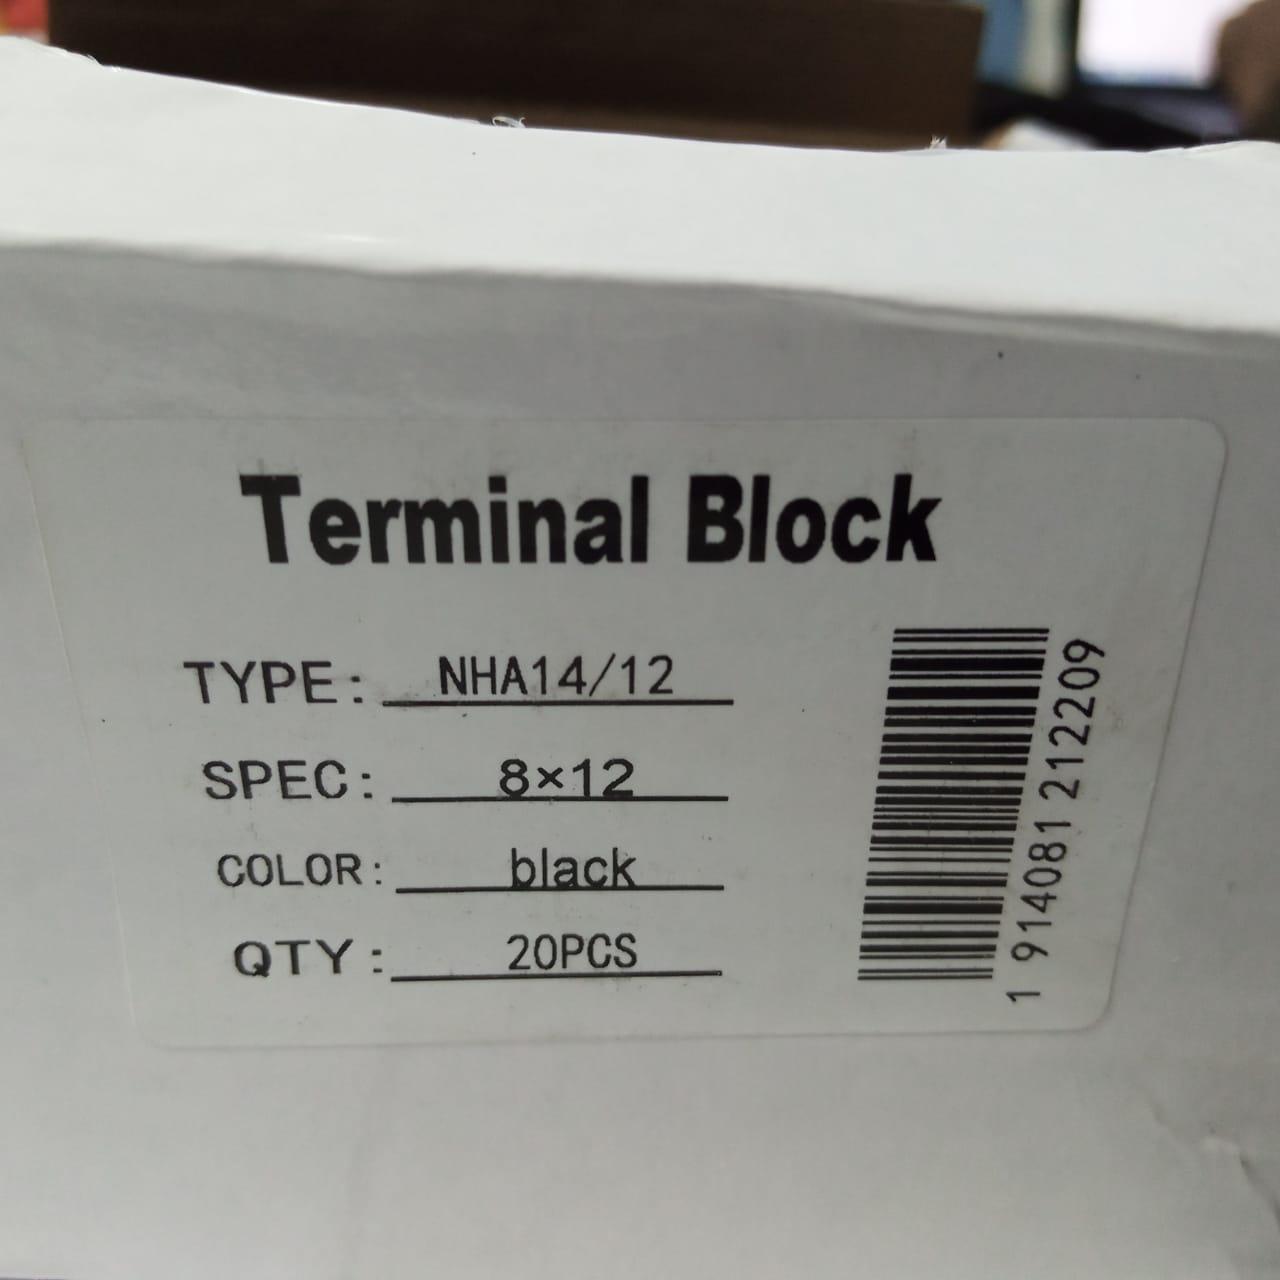 Terminal Block
TYPE: NHA14/12
SPEC: 8×12
COLOR: black
QTY: 20PCS
1 914081 212209